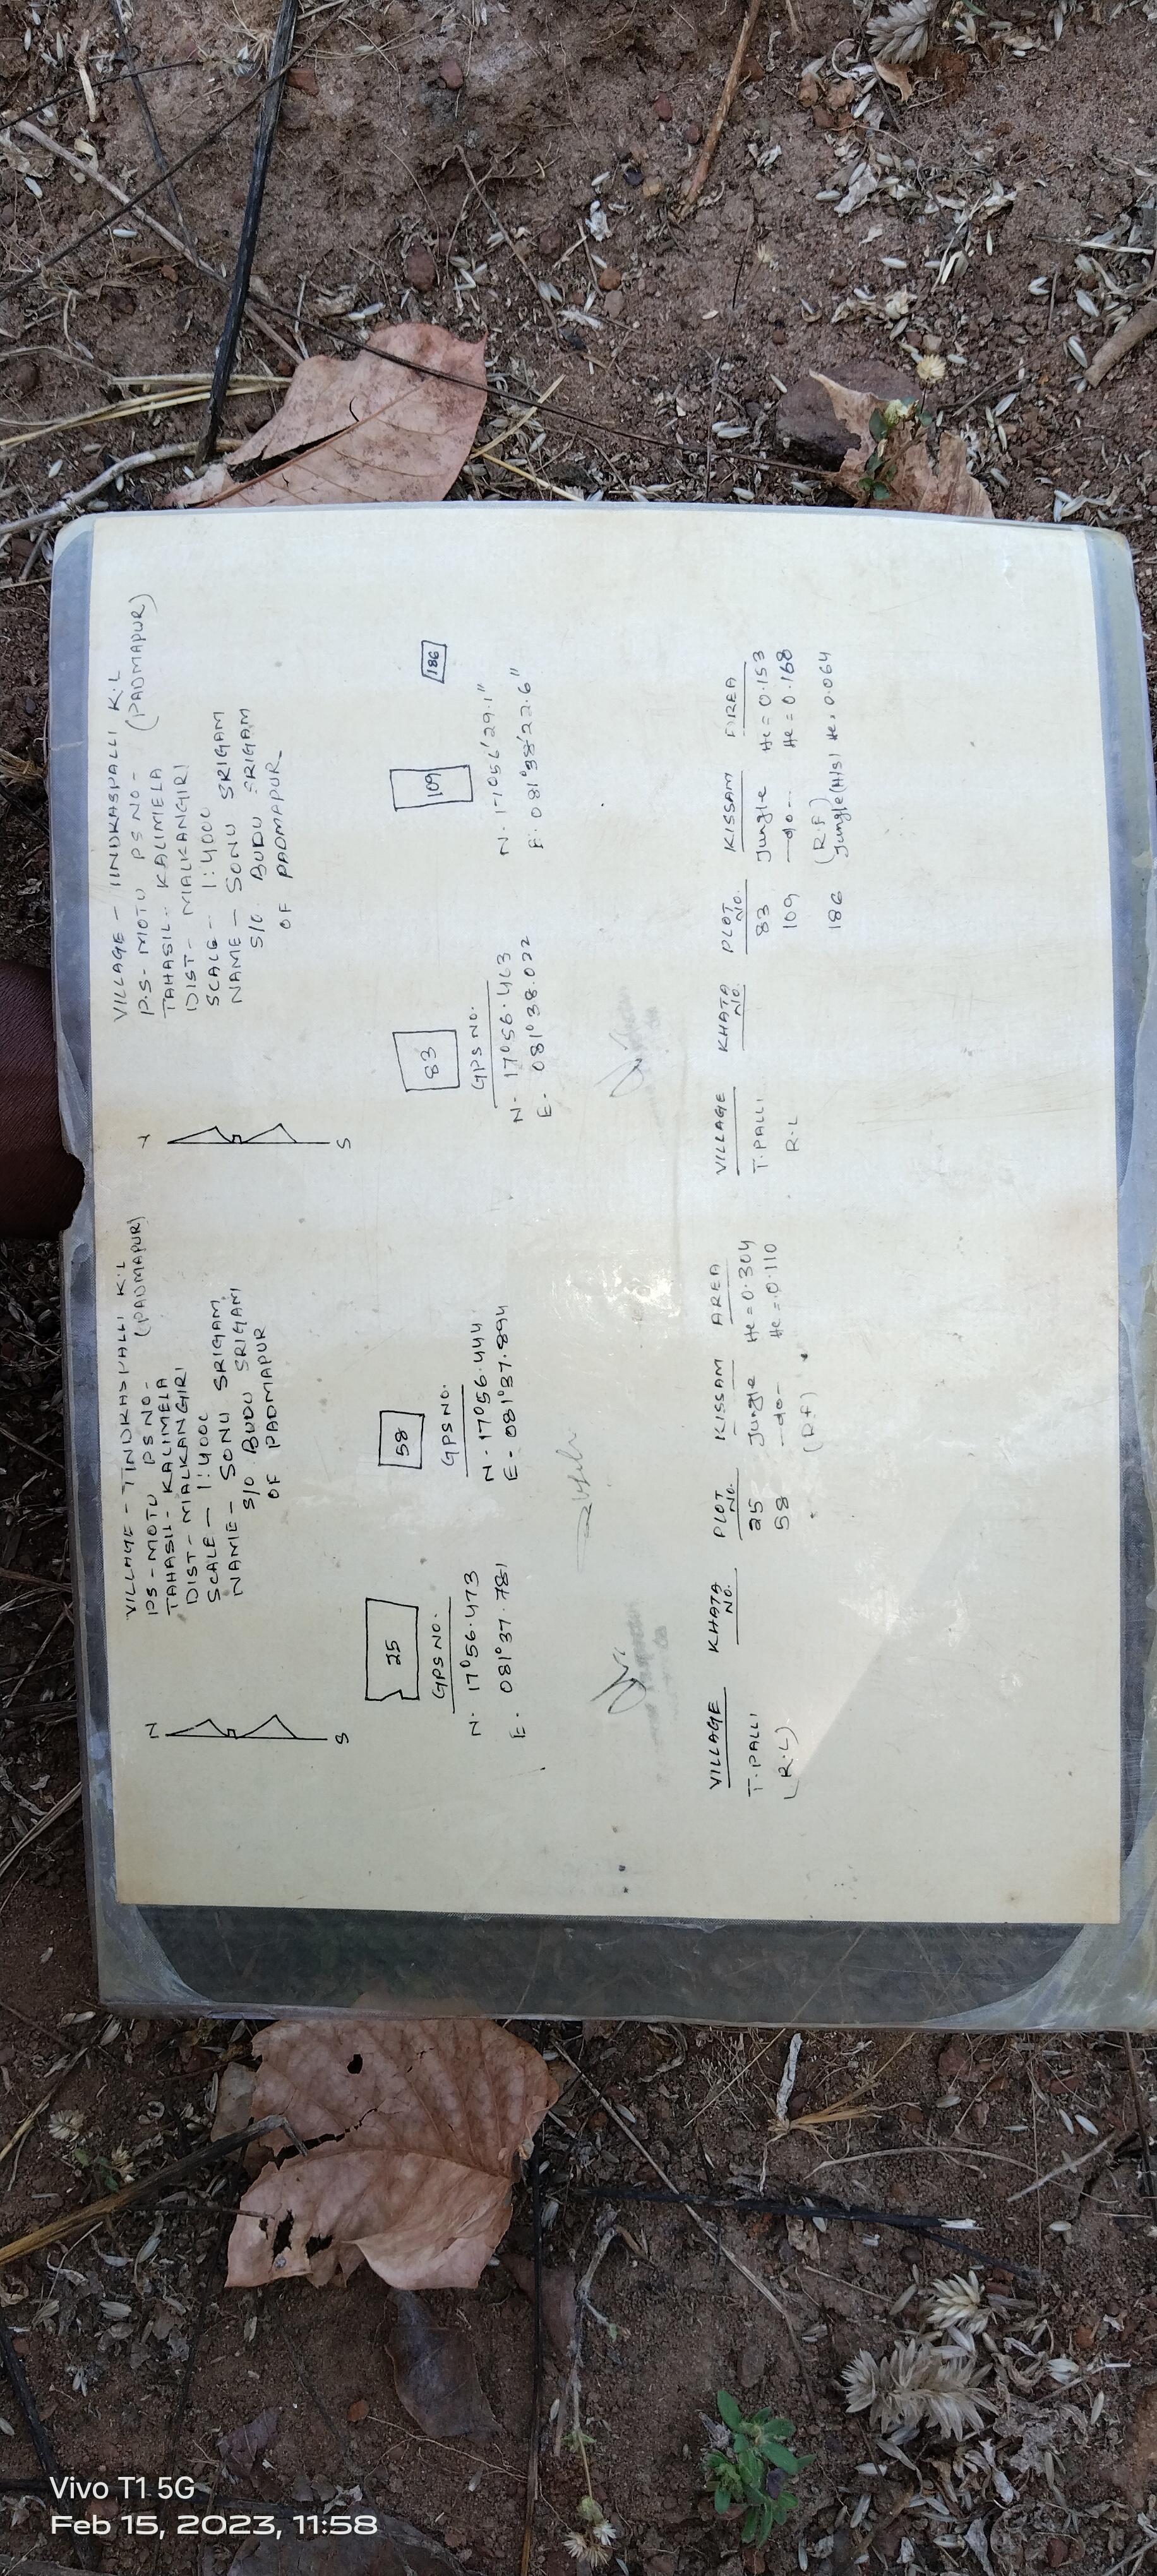 VILLAGE - TINDRASPALLI K.L
PS - MOTU PS NO - (PADMAPUR)
TAHASIL - KALIMELA
DIST - MALKANGIRI
SCALE - 1:4000
NAME - SONU SRIGAM
S/O BUDU SRIGAM
OF PADMAPUR
N
S
25
58
GPS NO.
N - 17°56.473
E - 081°37.781
GPS NO.
N - 17°56.444
E - 081°37.894
VILLAGE KHATA NO. PLOT NO. KISSAM AREA
T. PALLI 25 Jungle He = 0.304
(R.L) 58 -do- He = 0.110
(R.F)
VILLAGE - TINDRASPALLI K.L
P.S - MOTU PS NO - (PADMAPUR)
TAHASIL - KALIMELA
DIST - MALKANGIRI
SCALE - 1:4000
NAME - SONU SRIGAM
S/O BUDU SRIGAM
OF PADMAPUR
S
83
109
186
GPS NO.
N - 17°56.463
E - 081°38.022
N - 17°56'29.1"
E - 081°38'22.6"
VILLAGE KHATA NO. PLOT NO. KISSAM AREA
T. PALLI 83 Jungle He = 0.153
R.L 109 -do- He = 0.168
(R.F)
186 Jungle (H/S) He = 0.064
Vivo T1 5G
Feb 15, 2023, 11:58